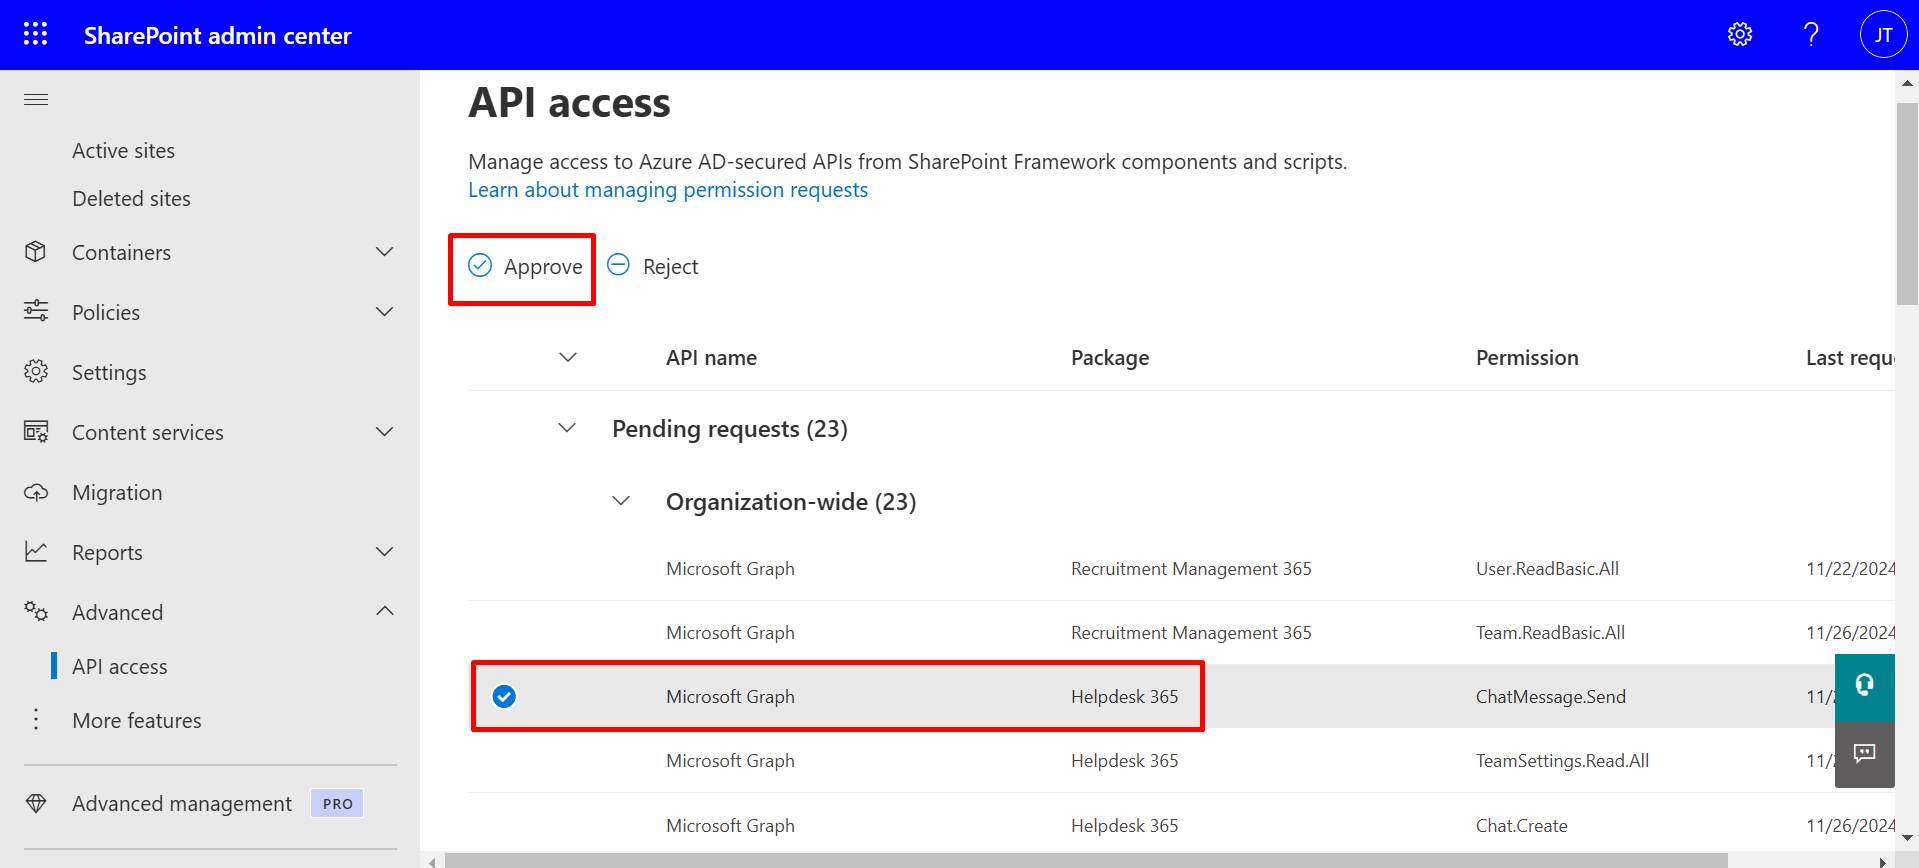 SharePoint admin center
JT
Active sites
Deleted sites
Containers
Policies
Settings
Content services
Migration
Reports
Advanced
API access
More features
Advanced management PRO
API access
Manage access to Azure AD-secured APIs from SharePoint Framework components and scripts.
Learn about managing permission requests
Approve Reject
API name Package Permission Last requ
Pending requests (23)
Organization-wide (23)
Microsoft Graph Recruitment Management 365 User.ReadBasic.All 11/22/2024
Microsoft Graph Recruitment Management 365 Team.ReadBasic.All 11/26/2024
Microsoft Graph Helpdesk 365 ChatMessage.Send 11/
Microsoft Graph Helpdesk 365 TeamSettings.Read.All 11/
Microsoft Graph Helpdesk 365 Chat.Create 11/26/2024